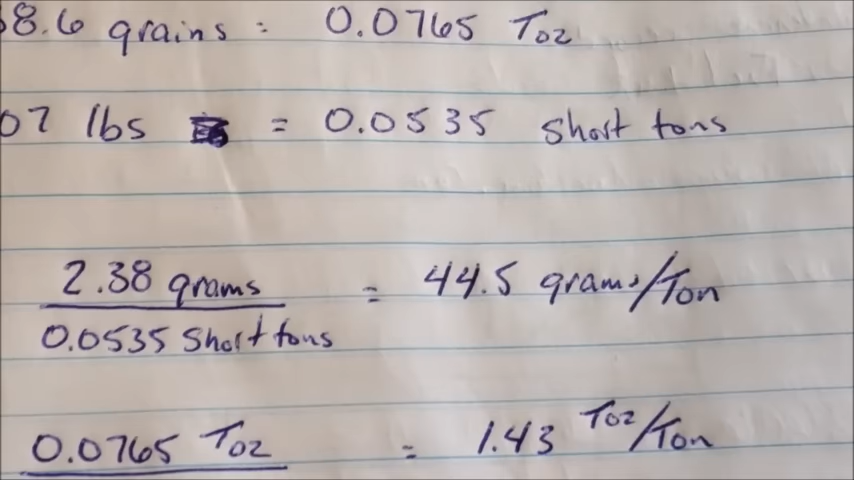 8.6 grains = 0.0765 Toz
07 lbs = 0.0535 short tons
2.38 grams = 44.5 grams/Ton
0.0535 Short tons
0.0765 Toz = 1.43 Toz/Ton